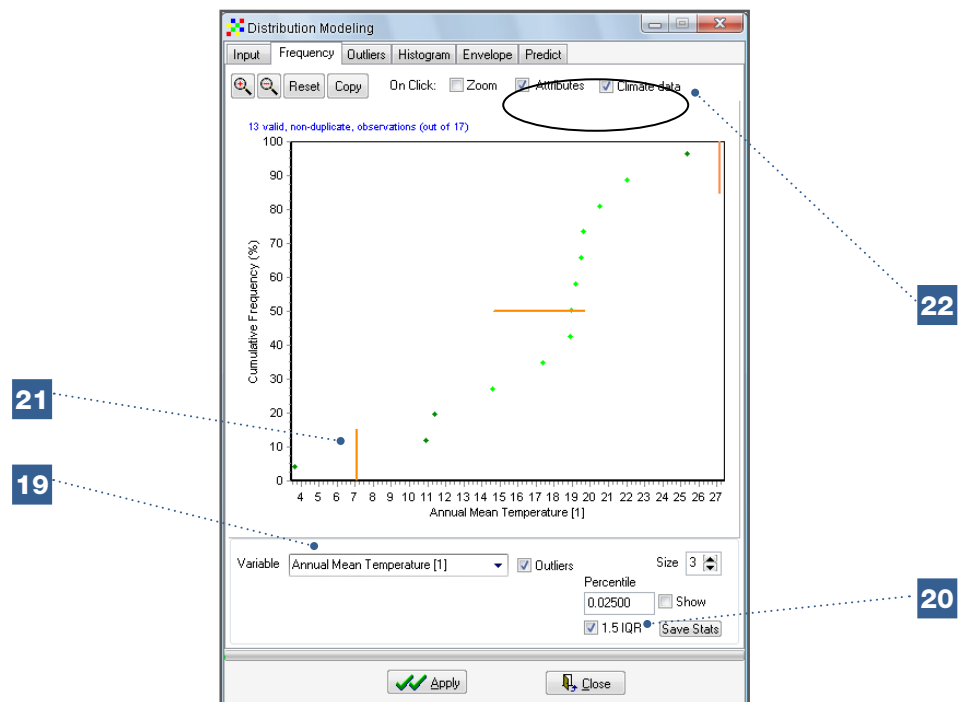 Distribution Modeling
Input Frequency Outliers Histogram Envelope Predict
Reset Copy On Click: Zoom Attributes Climate data
13 valid, non-duplicate, observations (out of 17)
100
90
80
70
60
50
40
30
20
10
0
Cumulative Frequency (%)
4 5 6 7 8 9 10 11 12 13 14 15 16 17 18 19 20 21 22 23 24 25 26 27
Annual Mean Temperature [1]
22
21
19
Variable Annual Mean Temperature [1] Outliers Size 3
Percentile
0.02500 Show
20
1.5 IQR Save Stats
Apply Close